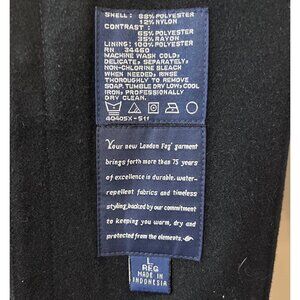 SHELL: 88% POLYESTER
12% NYLON
CONTRAST:
65% POLYESTER
35% RAYON
LINING: 100% POLYESTER
RN 34460
MACHINE WASH COLD,
DELICATE, SEPARATELY.
NON-CHLORINE BLEACH
WHEN NEEDED, RINSE
THOROUGHLY TO REMOVE
SOAP. TUMBLE DRY LOW, COOL
IRON, PROFESSIONALLY
DRY CLEAN.
Your new London Fog garment
brings forth more than 75 years
of excellence in durable, water-
repellent fabrics and timeless
styling, backed by our commitment
to keeping you warm, dry and
protected from the elements.
L
REG
MADE IN
INDONESIA